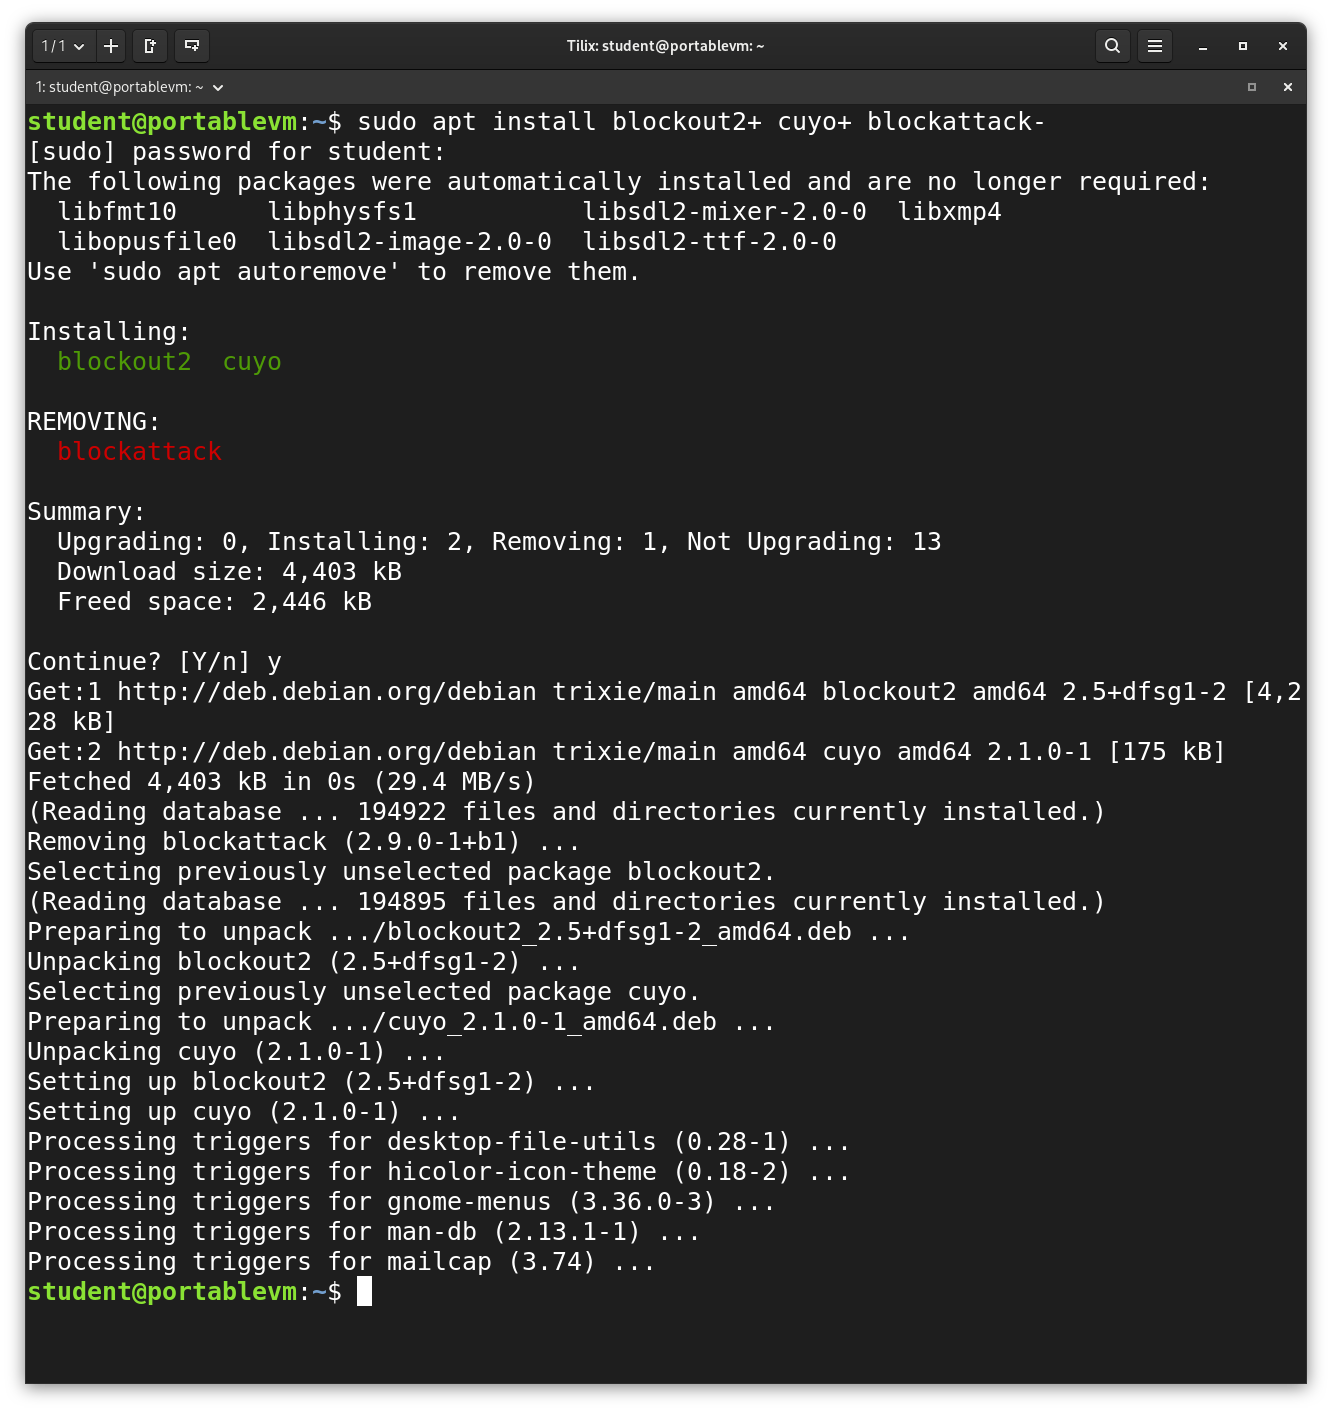 1 / 1
Tilix: student@portablevm: ~
1: student@portablevm: ~
student@portablevm:~$ sudo apt install blockout2+ cuyo+ blockattack-
[sudo] password for student:
The following packages were automatically installed and are no longer required:
  libfmt10      libphysfs1           libsdl2-mixer-2.0-0  libxmp4
  libopusfile0  libsdl2-image-2.0-0  libsdl2-ttf-2.0-0
Use 'sudo apt autoremove' to remove them.

Installing:
  blockout2  cuyo

REMOVING:
  blockattack

Summary:
  Upgrading: 0, Installing: 2, Removing: 1, Not Upgrading: 13
  Download size: 4,403 kB
  Freed space: 2,446 kB

Continue? [Y/n] y
Get:1 http://deb.debian.org/debian trixie/main amd64 blockout2 amd64 2.5+dfsg1-2 [4,2
28 kB]
Get:2 http://deb.debian.org/debian trixie/main amd64 cuyo amd64 2.1.0-1 [175 kB]
Fetched 4,403 kB in 0s (29.4 MB/s)
(Reading database ... 194922 files and directories currently installed.)
Removing blockattack (2.9.0-1+b1) ...
Selecting previously unselected package blockout2.
(Reading database ... 194895 files and directories currently installed.)
Preparing to unpack .../blockout2_2.5+dfsg1-2_amd64.deb ...
Unpacking blockout2 (2.5+dfsg1-2) ...
Selecting previously unselected package cuyo.
Preparing to unpack .../cuyo_2.1.0-1_amd64.deb ...
Unpacking cuyo (2.1.0-1) ...
Setting up blockout2 (2.5+dfsg1-2) ...
Setting up cuyo (2.1.0-1) ...
Processing triggers for desktop-file-utils (0.28-1) ...
Processing triggers for hicolor-icon-theme (0.18-2) ...
Processing triggers for gnome-menus (3.36.0-3) ...
Processing triggers for man-db (2.13.1-1) ...
Processing triggers for mailcap (3.74) ...
student@portablevm:~$